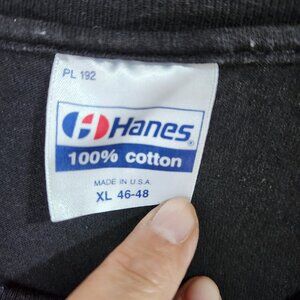 PL 192
Hanes®
100% cotton
MADE IN U.S.A.
XL 46-48